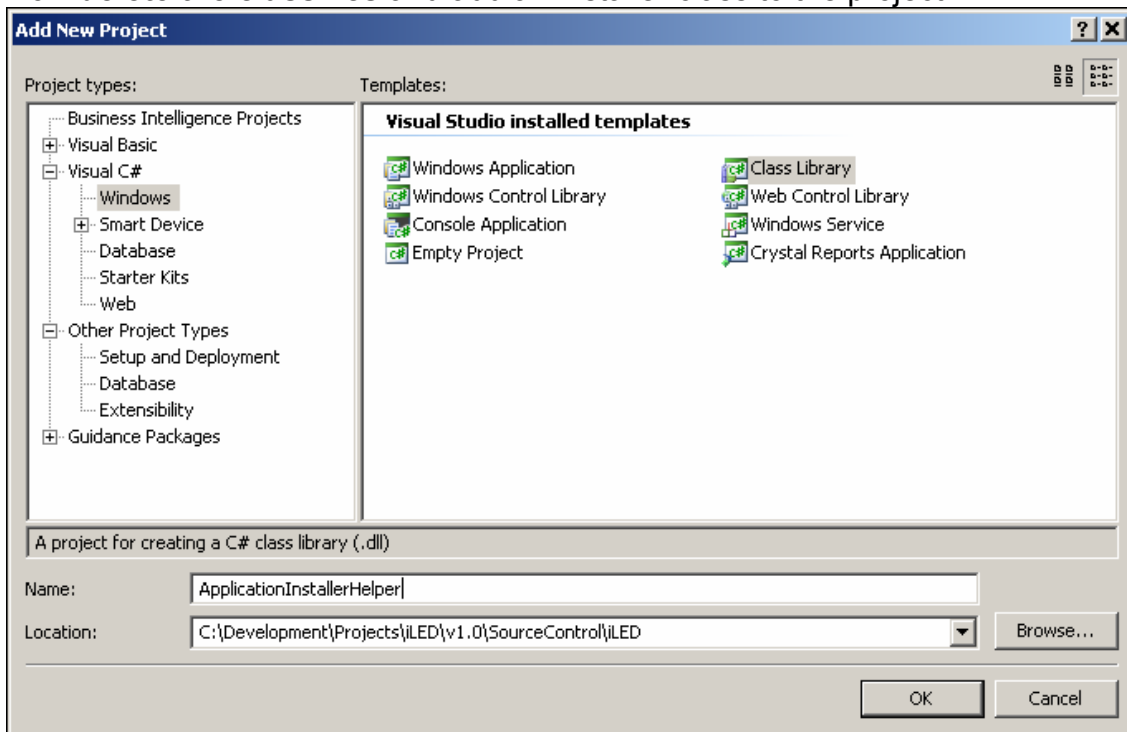 Add New Project
Project types:
Templates:
Business Intelligence Projects
Visual Basic
Visual C#
Windows
Smart Device
Database
Starter Kits
Web
Other Project Types
Setup and Deployment
Database
Extensibility
Guidance Packages
Visual Studio installed templates
Windows Application
Class Library
Windows Control Library
Web Control Library
Console Application
Windows Service
Empty Project
Crystal Reports Application
A project for creating a C# class library (.dll)
Name:
ApplicationInstallerHelper
Location:
C:\Development\Projects\iLED\v1.0\SourceControl\iLED
Browse...
OK
Cancel